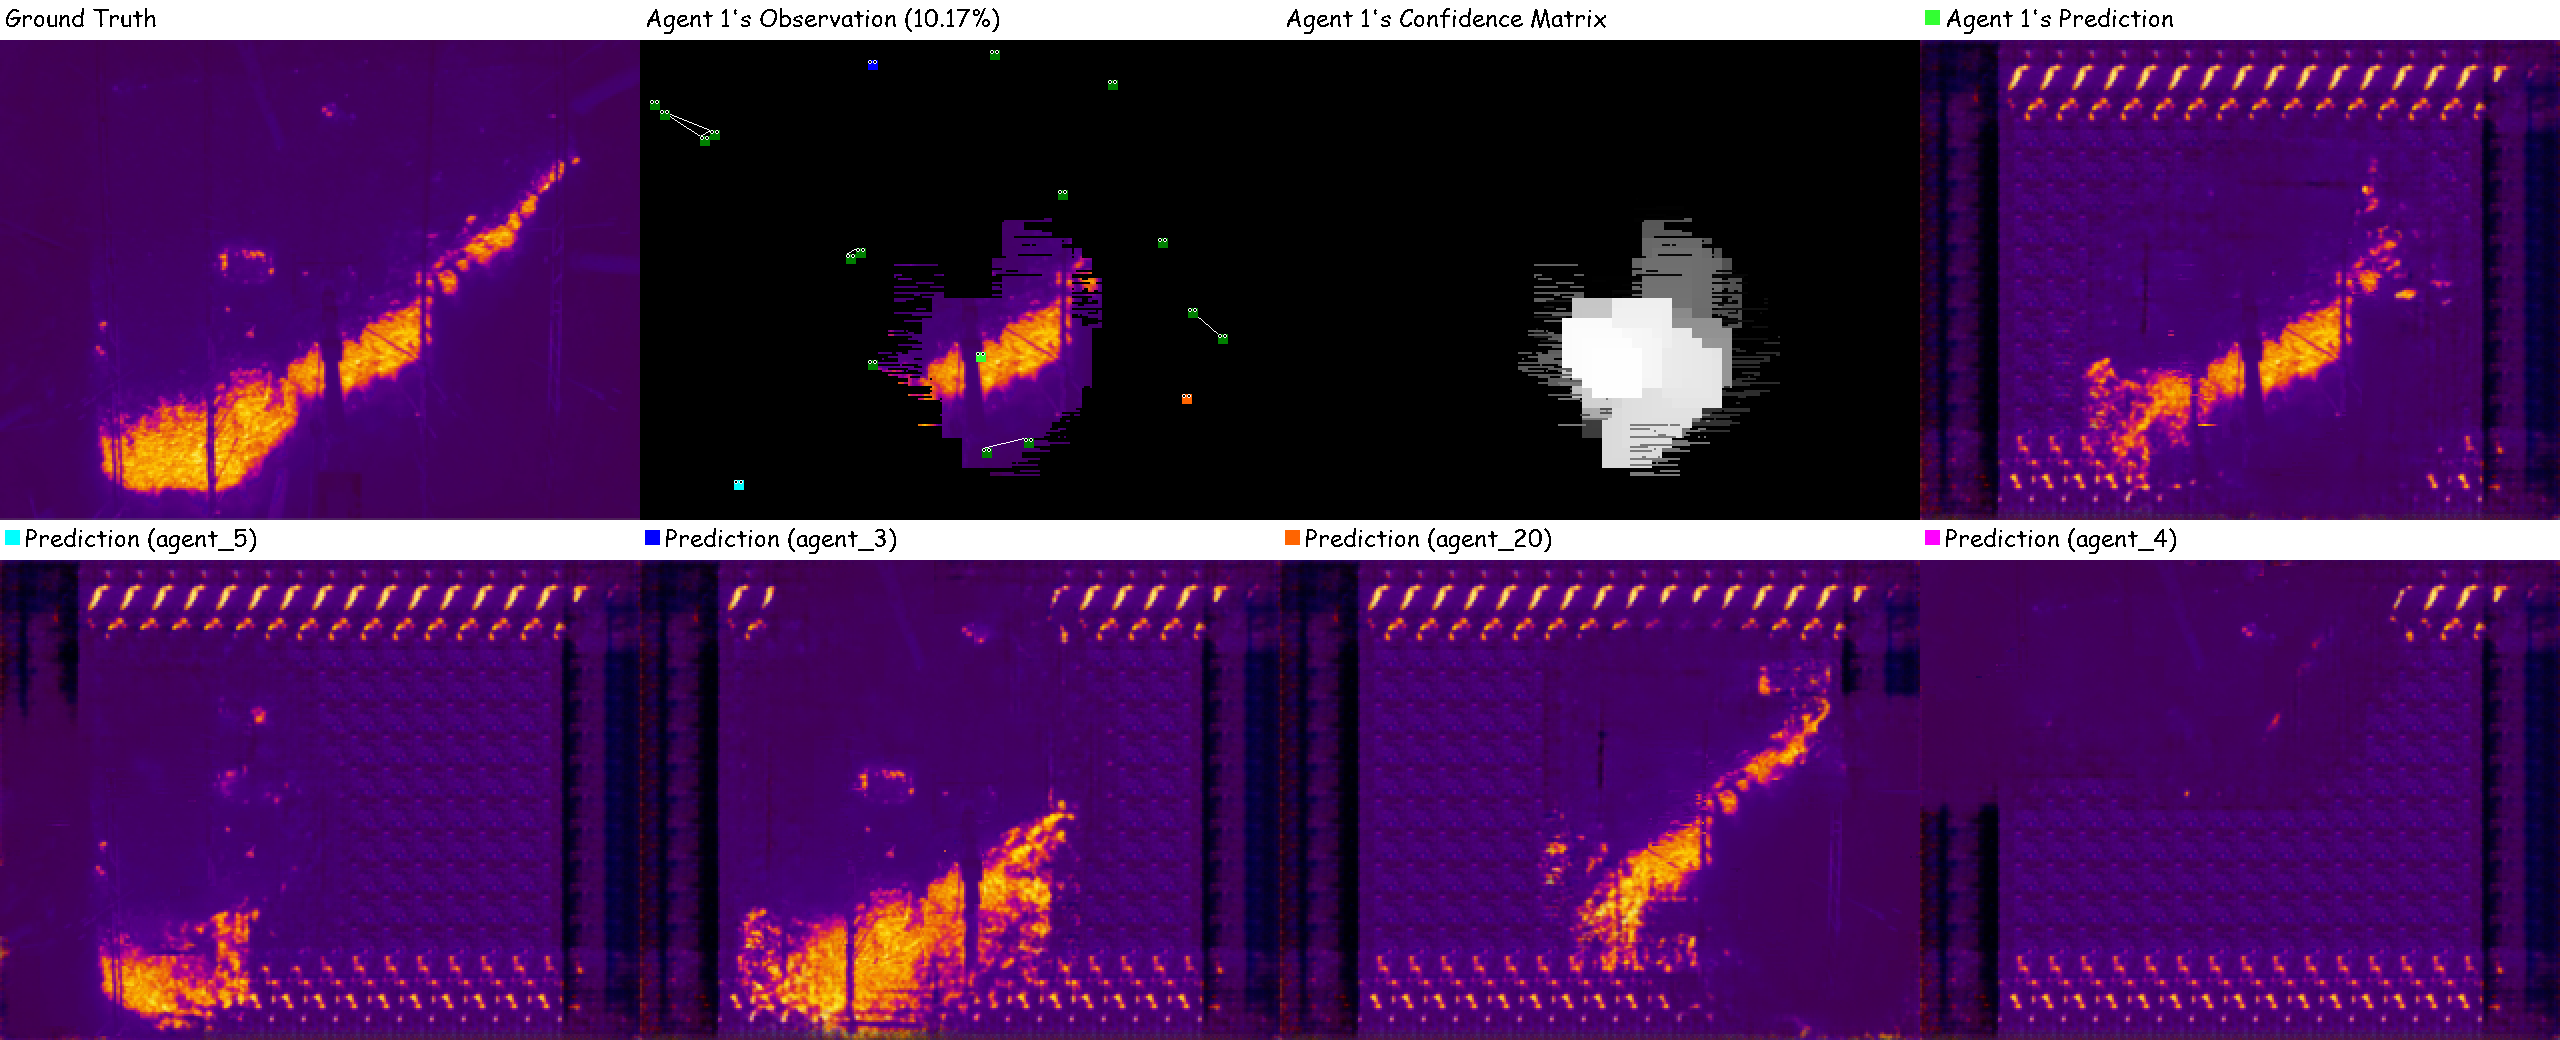 Ground Truth
Agent 1's Observation (10.17%)
Agent 1's Confidence Matrix
Agent 1's Prediction
Prediction (agent_5)
Prediction (agent_3)
Prediction (agent_20)
Prediction (agent_4)